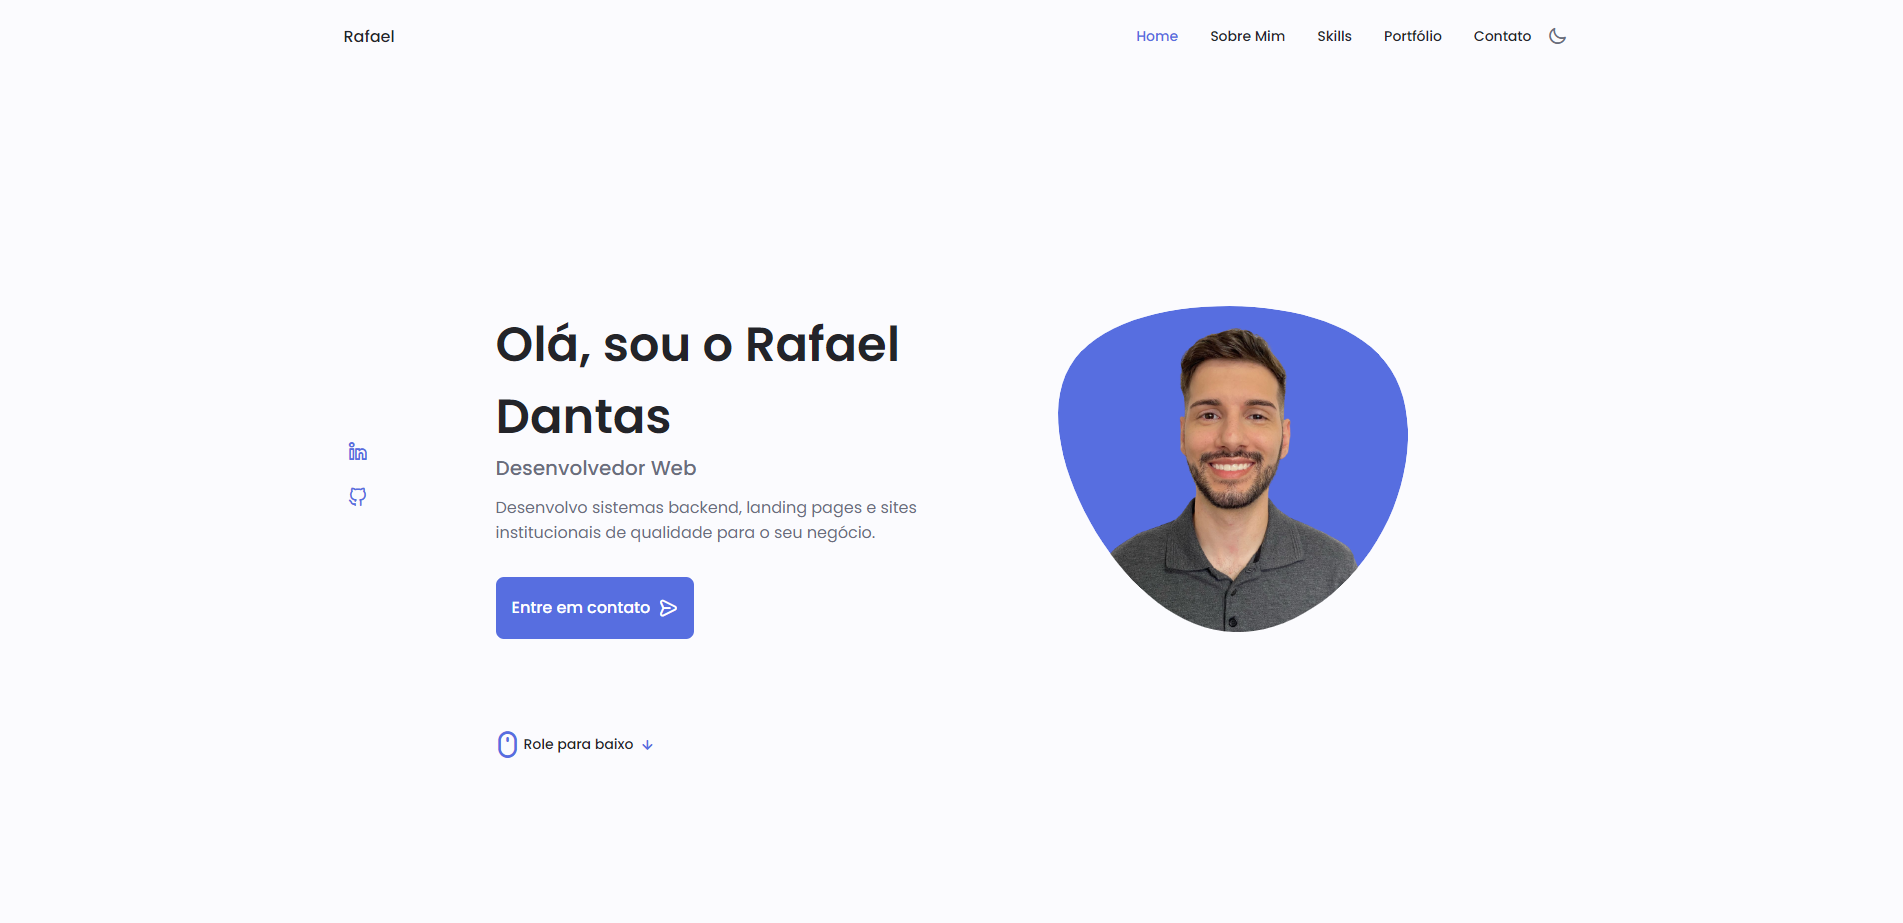 Rafael
Home
Sobre Mim
Skills
Portfólio
Contato
Olá, sou o Rafael
Dantas
Desenvolvedor Web
Desenvolvo sistemas backend, landing pages e sites
institucionais de qualidade para o seu negócio.
Entre em contato
Role para baixo